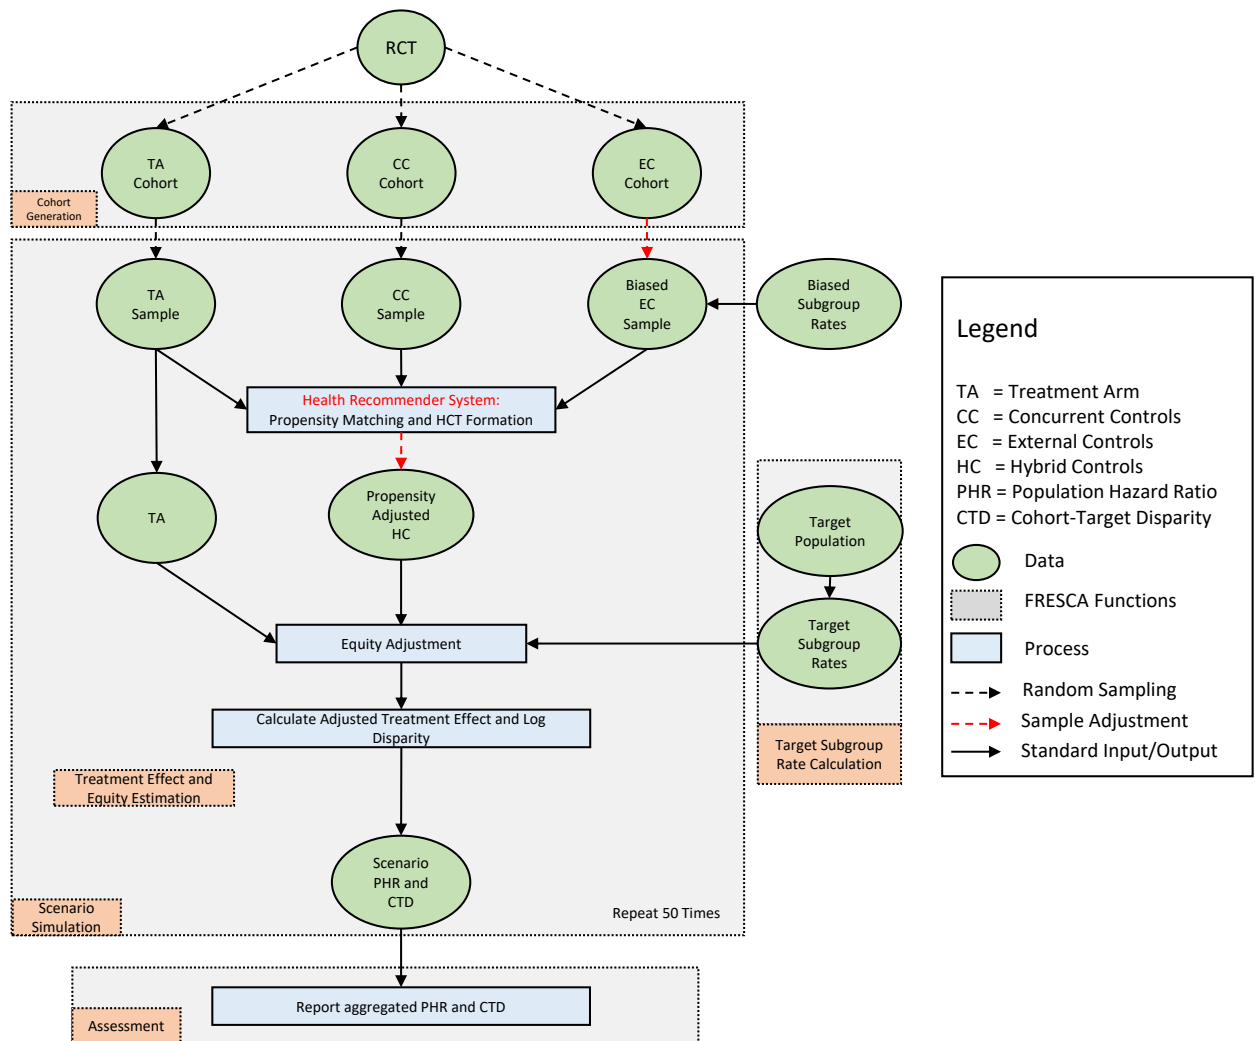 RCT
TA
Cohort
CC
Cohort
EC
Cohort
Cohort
Generation
TA
Sample
CC
Sample
Biased
EC
Sample
Biased
Subgroup
Rates
Health Recommender System:
Propensity Matching and HCT Formation
TA
Propensity
Adjusted
HC
Target
Population
Equity Adjustment
Target
Subgroup
Rates
Calculate Adjusted Treatment Effect and Log
Disparity
Target Subgroup
Rate Calculation
Treatment Effect and
Equity Estimation
Scenario
PHR and
CTD
Scenario
Simulation
Repeat 50 Times
Report aggregated PHR and CTD
Assessment
Legend
TA = Treatment Arm
CC = Concurrent Controls
EC = External Controls
HC = Hybrid Controls
PHR = Population Hazard Ratio
CTD = Cohort-Target Disparity
Data
FRESCA Functions
Process
Random Sampling
Sample Adjustment
Standard Input/Output